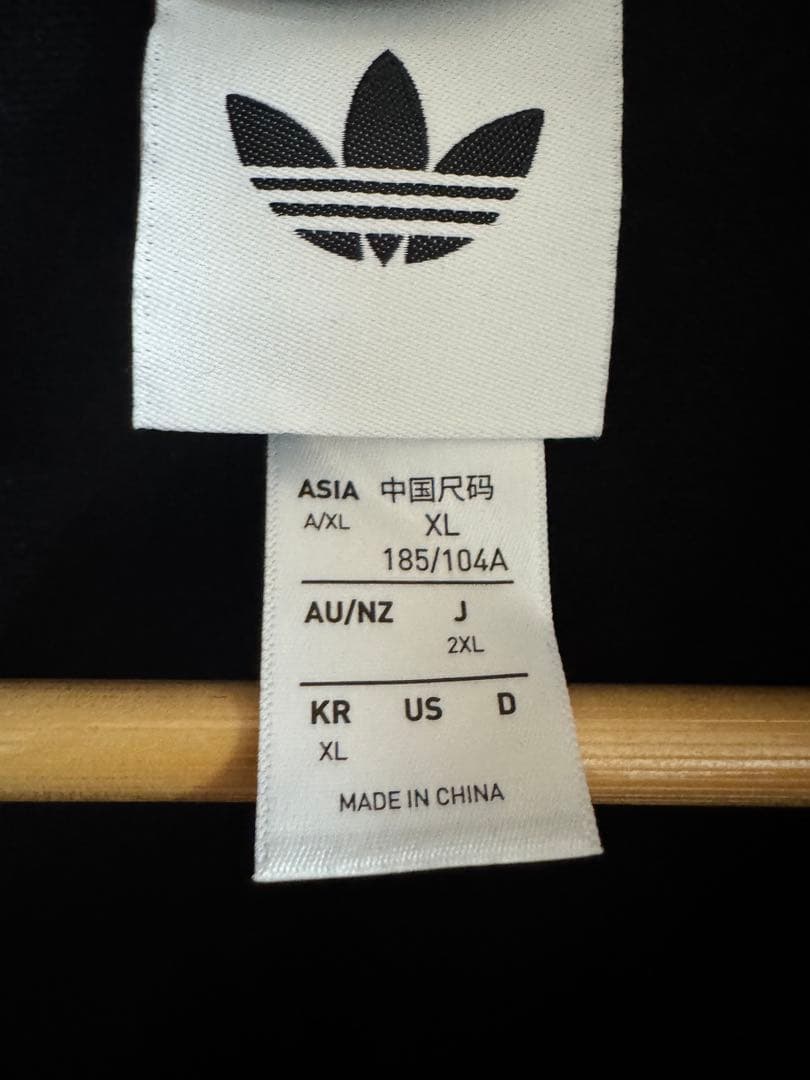 ASIA 中国尺码
A/XL XL
185/104A
AU/NZ J
2XL
KR US D
XL
MADE IN CHINA